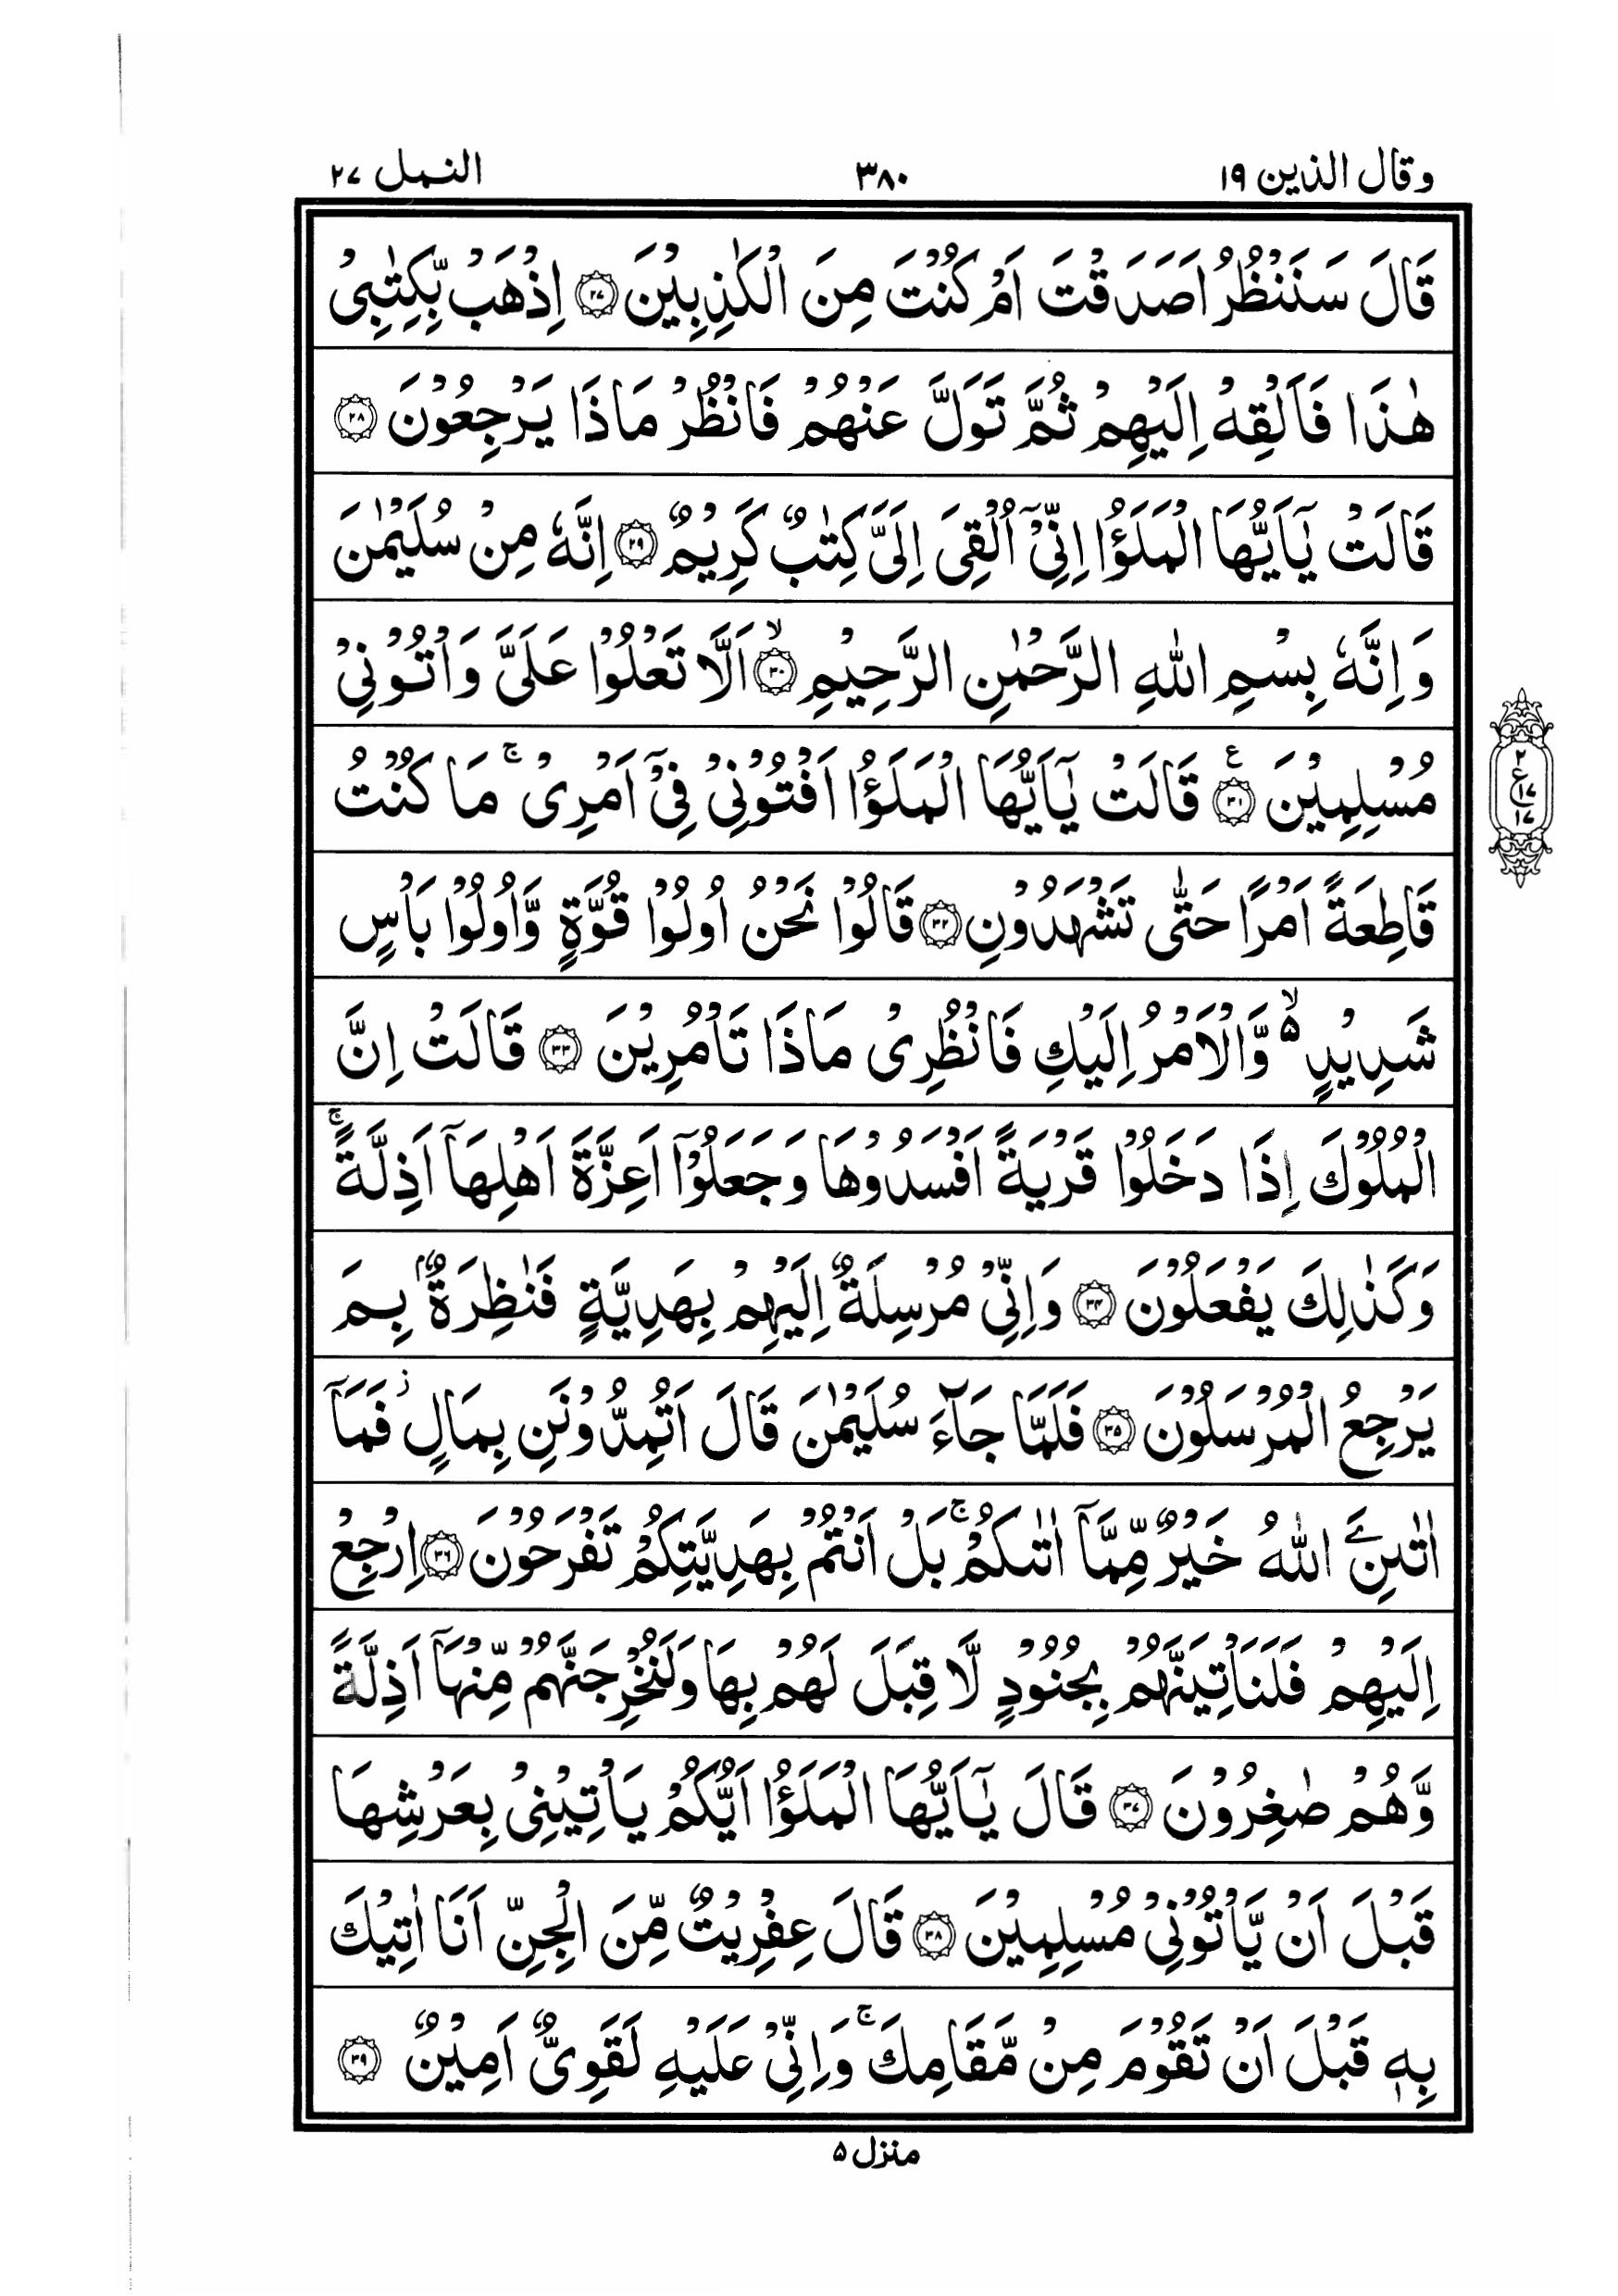 وقال الذين ١٩
٣٨٠
النمل ٢٧
قَالَ سَنَنْظُرُ اَصَدَقْتَ اَمْ كُنْتَ مِنَ الْكٰذِبِيْنَ ۝٢٧ اِذْهَبْ بِّكِتٰبِيْ
هٰذَا فَاَلْقِهْ اِلَيْهِمْ ثُمَّ تَوَلَّ عَنْهُمْ فَانْظُرْ مَاذَا يَرْجِعُوْنَ ۝٢٨
قَالَتْ يٰۤاَيُّهَا الْمَلَؤُا اِنِّيْۤ اُلْقِيَ اِلَيَّ كِتٰبٌ كَرِيْمٌ ۝٢٩ اِنَّهٗ مِنْ سُلَيْمٰنَ
وَاِنَّهٗ بِسْمِ اللّٰهِ الرَّحْمٰنِ الرَّحِيْمِ ۙ۝٣٠ اَلَّا تَعْلُوْا عَلَيَّ وَاْتُوْنِيْ
مُسْلِمِيْنَ ۝٣١ ع قَالَتْ يٰۤاَيُّهَا الْمَلَؤُا اَفْتُوْنِيْ فِيْۤ اَمْرِيْ ۚ مَا كُنْتُ
قَاطِعَةً اَمْرًا حَتّٰى تَشْهَدُوْنِ ۝٣٢ قَالُوْا نَحْنُ اُولُوْا قُوَّةٍ وَّاُولُوْا بَاْسٍ
شَدِيْدٍ ۙ۬ وَّالْاَمْرُ اِلَيْكِ فَانْظُرِيْ مَاذَا تَاْمُرِيْنَ ۝٣٣ قَالَتْ اِنَّ
الْمُلُوْكَ اِذَا دَخَلُوْا قَرْيَةً اَفْسَدُوْهَا وَجَعَلُوْۤا اَعِزَّةَ اَهْلِهَاۤ اَذِلَّةً ۚ
وَكَذٰلِكَ يَفْعَلُوْنَ ۝٣٤ وَاِنِّيْ مُرْسِلَةٌ اِلَيْهِمْ بِهَدِيَّةٍ فَنٰظِرَةٌۢ بِمَ
يَرْجِعُ الْمُرْسَلُوْنَ ۝٣٥ فَلَمَّا جَآءَ سُلَيْمٰنَ قَالَ اَتُمِدُّوْنَنِ بِمَالٍ ؗ فَمَاۤ
اٰتٰىنِ َۧ اللّٰهُ خَيْرٌ مِّمَّاۤ اٰتٰىكُمْ ۚ بَلْ اَنْتُمْ بِهَدِيَّتِكُمْ تَفْرَحُوْنَ ۝٣٦ اِرْجِعْ
اِلَيْهِمْ فَلَنَاْتِيَنَّهُمْ بِجُنُوْدٍ لَّا قِبَلَ لَهُمْ بِهَا وَلَنُخْرِجَنَّهُمْ مِّنْهَاۤ اَذِلَّةً
وَّهُمْ صٰغِرُوْنَ ۝٣٧ قَالَ يٰۤاَيُّهَا الْمَلَؤُا اَيُّكُمْ يَاْتِيْنِيْ بِعَرْشِهَا
قَبْلَ اَنْ يَّاْتُوْنِيْ مُسْلِمِيْنَ ۝٣٨ قَالَ عِفْرِيْتٌ مِّنَ الْجِنِّ اَنَا اٰتِيْكَ
بِهٖ قَبْلَ اَنْ تَقُوْمَ مِنْ مَّقَامِكَ ۚ وَاِنِّيْ عَلَيْهِ لَقَوِيٌّ اَمِيْنٌ ۝٣٩
٢
ع ١٧
١٧
منزل ٥